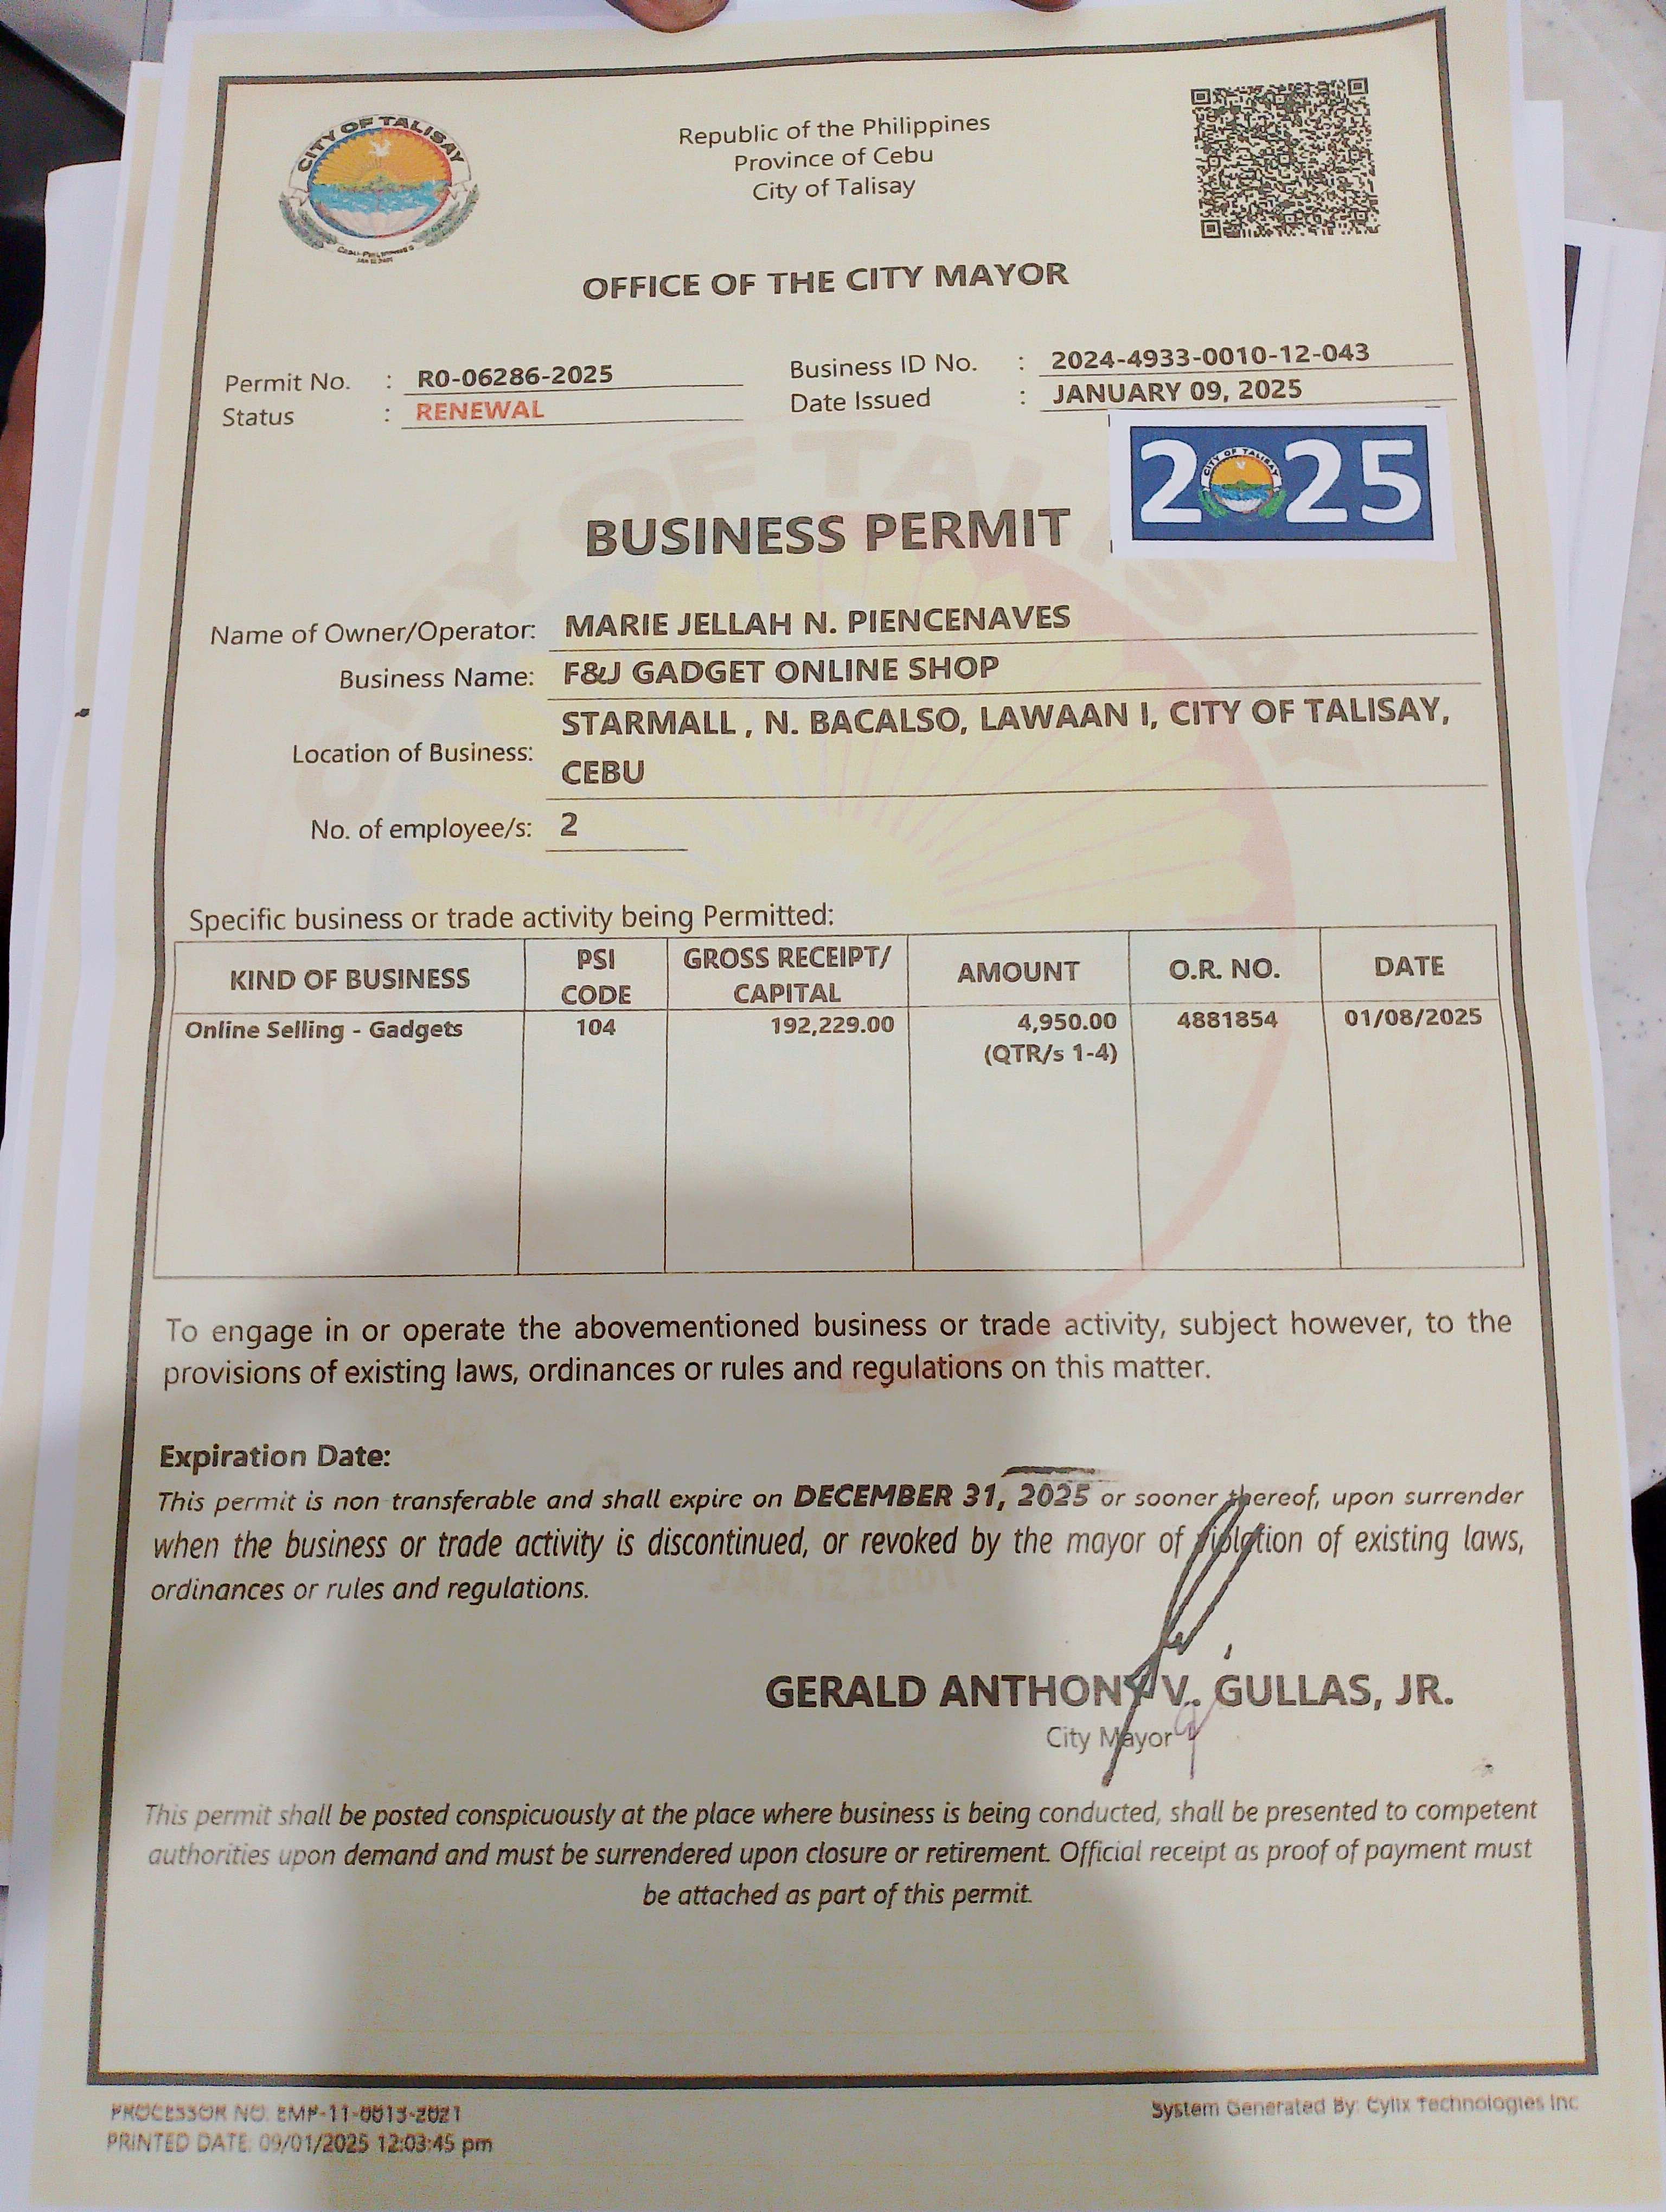 CITY OF TALISAY
CEBU-PHILIPPINES
JAN 12, 2001
Republic of the Philippines
Province of Cebu
City of Talisay
OFFICE OF THE CITY MAYOR
Permit No. : R0-06286-2025
Business ID No. : 2024-4933-0010-12-043
Status : RENEWAL
Date Issued : JANUARY 09, 2025
2025
CITY OF TALISAY
BUSINESS PERMIT
Name of Owner/Operator: MARIE JELLAH N. PIENCENAVES
Business Name: F&J GADGET ONLINE SHOP
Location of Business: STARMALL , N. BACALSO, LAWAAN I, CITY OF TALISAY,
CEBU
No. of employee/s: 2
Specific business or trade activity being Permitted:
KIND OF BUSINESS PSI CODE GROSS RECEIPT/ CAPITAL AMOUNT O.R. NO. DATE
Online Selling - Gadgets 104 192,229.00 4,950.00 4881854 01/08/2025
(QTR/s 1-4)
To engage in or operate the abovementioned business or trade activity, subject however, to the
provisions of existing laws, ordinances or rules and regulations on this matter.
Expiration Date:
This permit is non transferable and shall expire on DECEMBER 31, 2025 or sooner thereof, upon surrender
when the business or trade activity is discontinued, or revoked by the mayor of violation of existing laws,
ordinances or rules and regulations.
JAN.12,2001
GERALD ANTHONY V. GULLAS, JR.
City Mayor
This permit shall be posted conspicuously at the place where business is being conducted, shall be presented to competent
authorities upon demand and must be surrendered upon closure or retirement. Official receipt as proof of payment must
be attached as part of this permit.
PROCESSOR NO: EMP-11-0013-2021
PRINTED DATE: 09/01/2025 12:03:45 pm
System Generated By: Cylix Technologies Inc